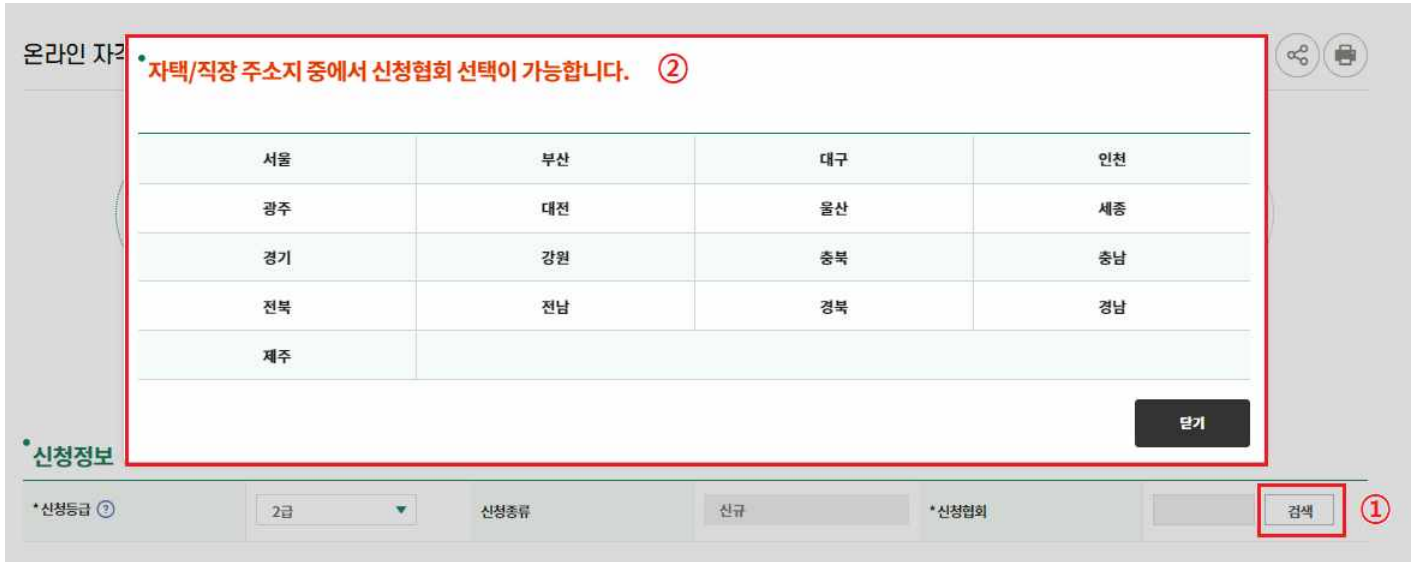 온라인 자격
자택/직장 주소지 중에서 신청협회 선택이 가능합니다. ②
서울 부산 대구 인천
광주 대전 울산 세종
경기 강원 충북 충남
전북 전남 경북 경남
제주
닫기
신청정보
*신청등급 ? 2급 신청종류 신규 *신청협회 검색 ①